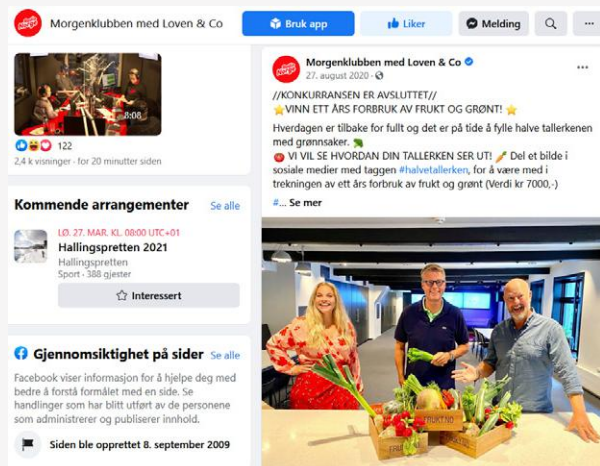 Morgenklubben med Loven & Co
Bruk app
Liker
Melding
8:08
122
2,4 k visninger · for 20 minutter siden
Kommende arrangementer
Se alle
LØ. 27. MAR. KL. 08:00 UTC+01
Hallingspretten 2021
Hallingspretten
Sport · 388 gjester
Interessert
Gjennomsiktighet på sider
Se alle
Facebook viser informasjon for å hjelpe deg med
bedre å forstå formålet med en side. Se
handlinger som har blitt utført av de personene
som administrerer og publiserer innhold.
Siden ble opprettet 8. september 2009
Morgenklubben med Loven & Co
27. august 2020 ·
//KONKURRANSEN ER AVSLUTTET//
⭐VINN ETT ÅRS FORBRUK AV FRUKT OG GRØNT! ⭐
Hverdagen er tilbake for fullt og det er på tide å fylle halve tallerkenen
med grønnsaker. 🥦
🍅 VI VIL SE HVORDAN DIN TALLERKEN SER UT! 🥕 Del et bilde i
sosiale medier med taggen #halvetallerken, for å være med i
trekningen av ett års forbruk av frukt og grønt (Verdi kr 7000,-)
#... Se mer
FRUKT.NO